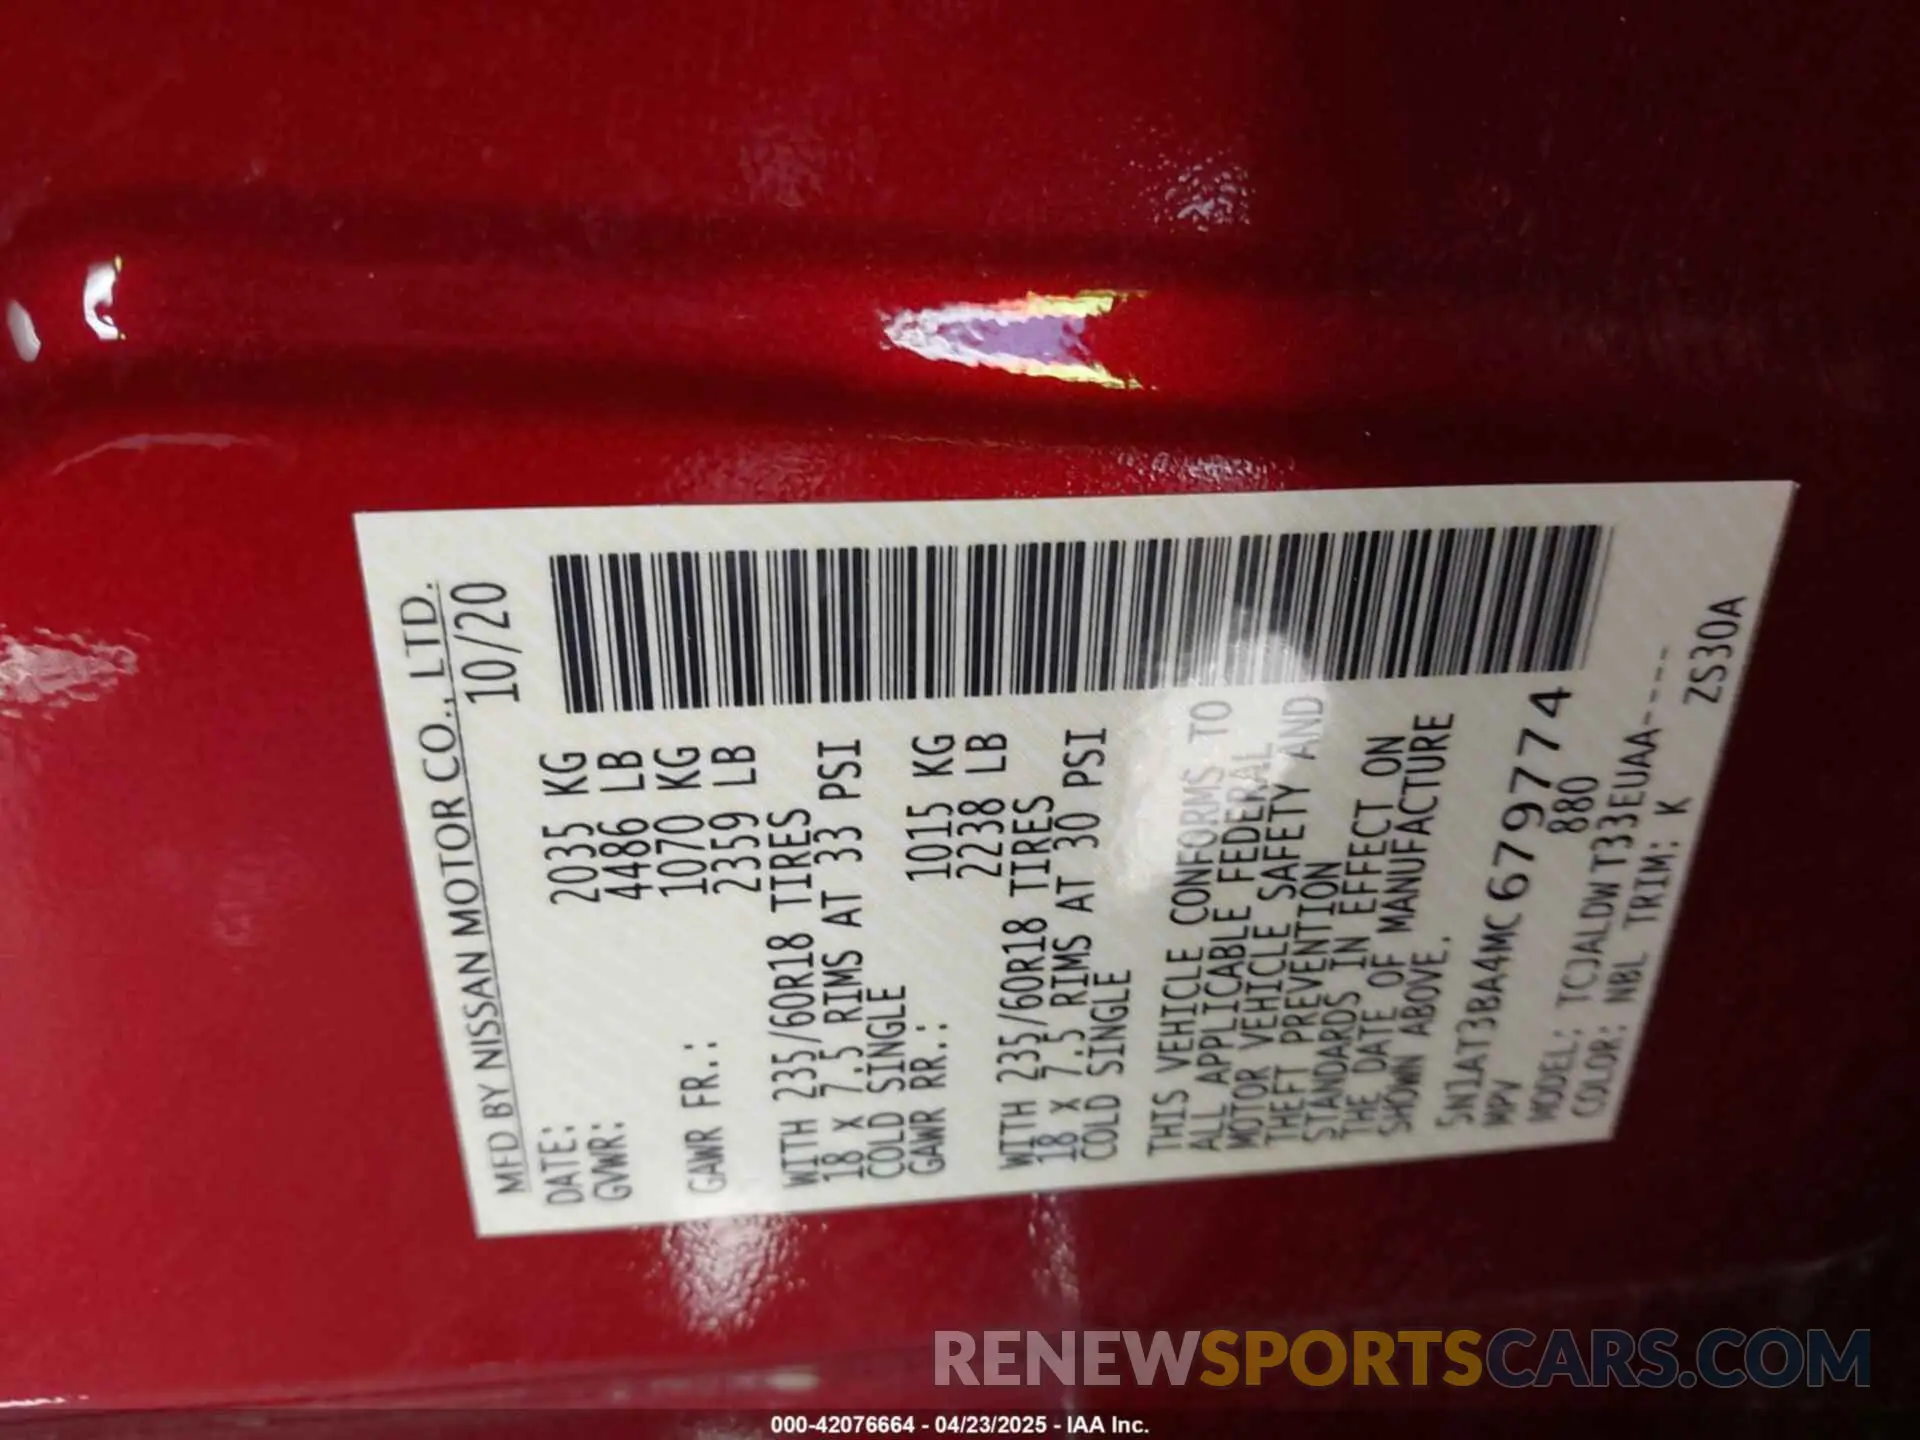 MFD BY NISSAN MOTOR CO., LTD.
DATE: 10/20
GVWR: 2035 KG
4486 LB
GAWR FR.: 1070 KG
2359 LB
WITH 235/60R18 TIRES
18 X 7.5 RIMS AT 33 PSI
COLD SINGLE
GAWR RR.: 1015 KG
2238 LB
WITH 235/60R18 TIRES
18 X 7.5 RIMS AT 30 PSI
COLD SINGLE
THIS VEHICLE CONFORMS TO
ALL APPLICABLE FEDERAL
MOTOR VEHICLE SAFETY AND
THEFT PREVENTION
STANDARDS IN EFFECT ON
THE DATE OF MANUFACTURE
SHOWN ABOVE.
5N1AT3BA4MC679774
MPV 880
MODEL: TCJALDWT33EUAA----
COLOR: NBL TRIM: K ZS30A
RENEWSPORTSCARS.COM
000-42076664 - 04/23/2025 - IAA Inc.